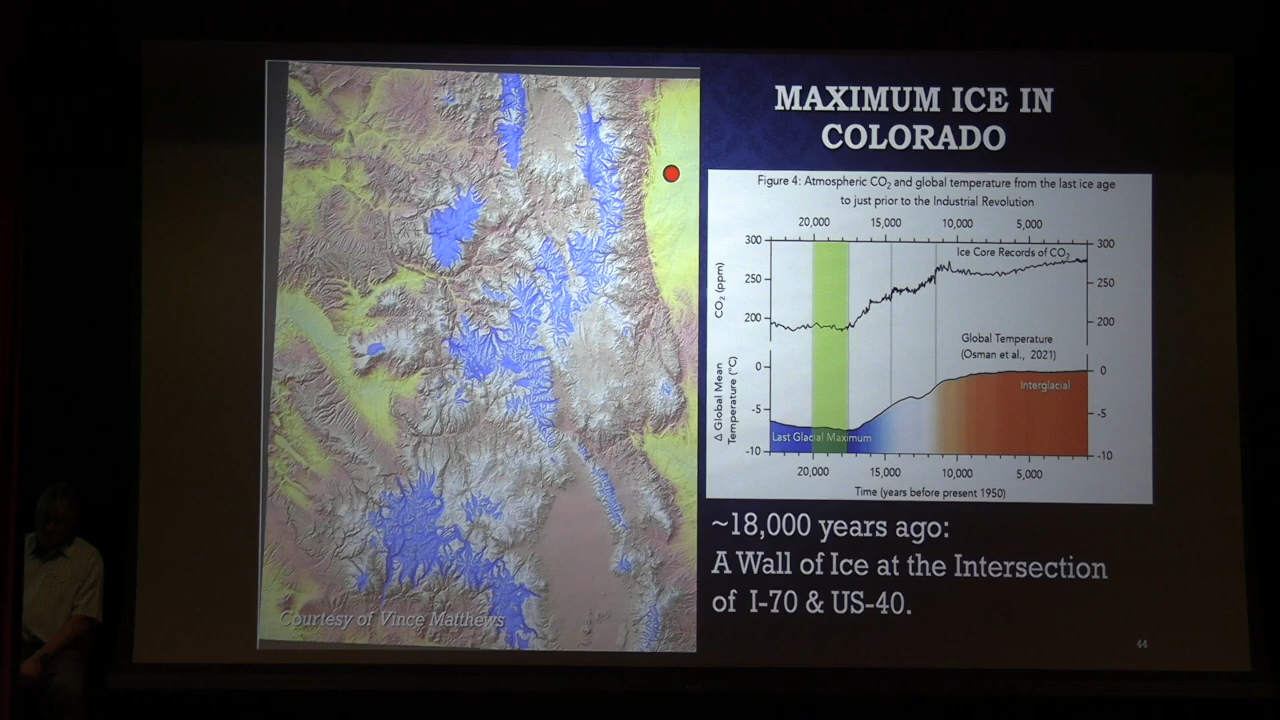 MAXIMUM ICE IN
COLORADO
Figure 4: Atmospheric CO₂ and global temperature from the last ice age
to just prior to the Industrial Revolution
20,000 15,000 10,000 5,000
300 300
Ice Core Records of CO₂
250 250
CO₂ (ppm)
200 200
Global Temperature
(Osman et al., 2021)
0 0
Interglacial
Δ Global Mean
Temperature (°C)
-5 -5
Last Glacial Maximum
-10 -10
20,000 15,000 10,000 5,000
Time (years before present 1950)
~18,000 years ago:
A Wall of Ice at the Intersection
of I-70 & US-40.
Courtesy of Vince Matthews
44